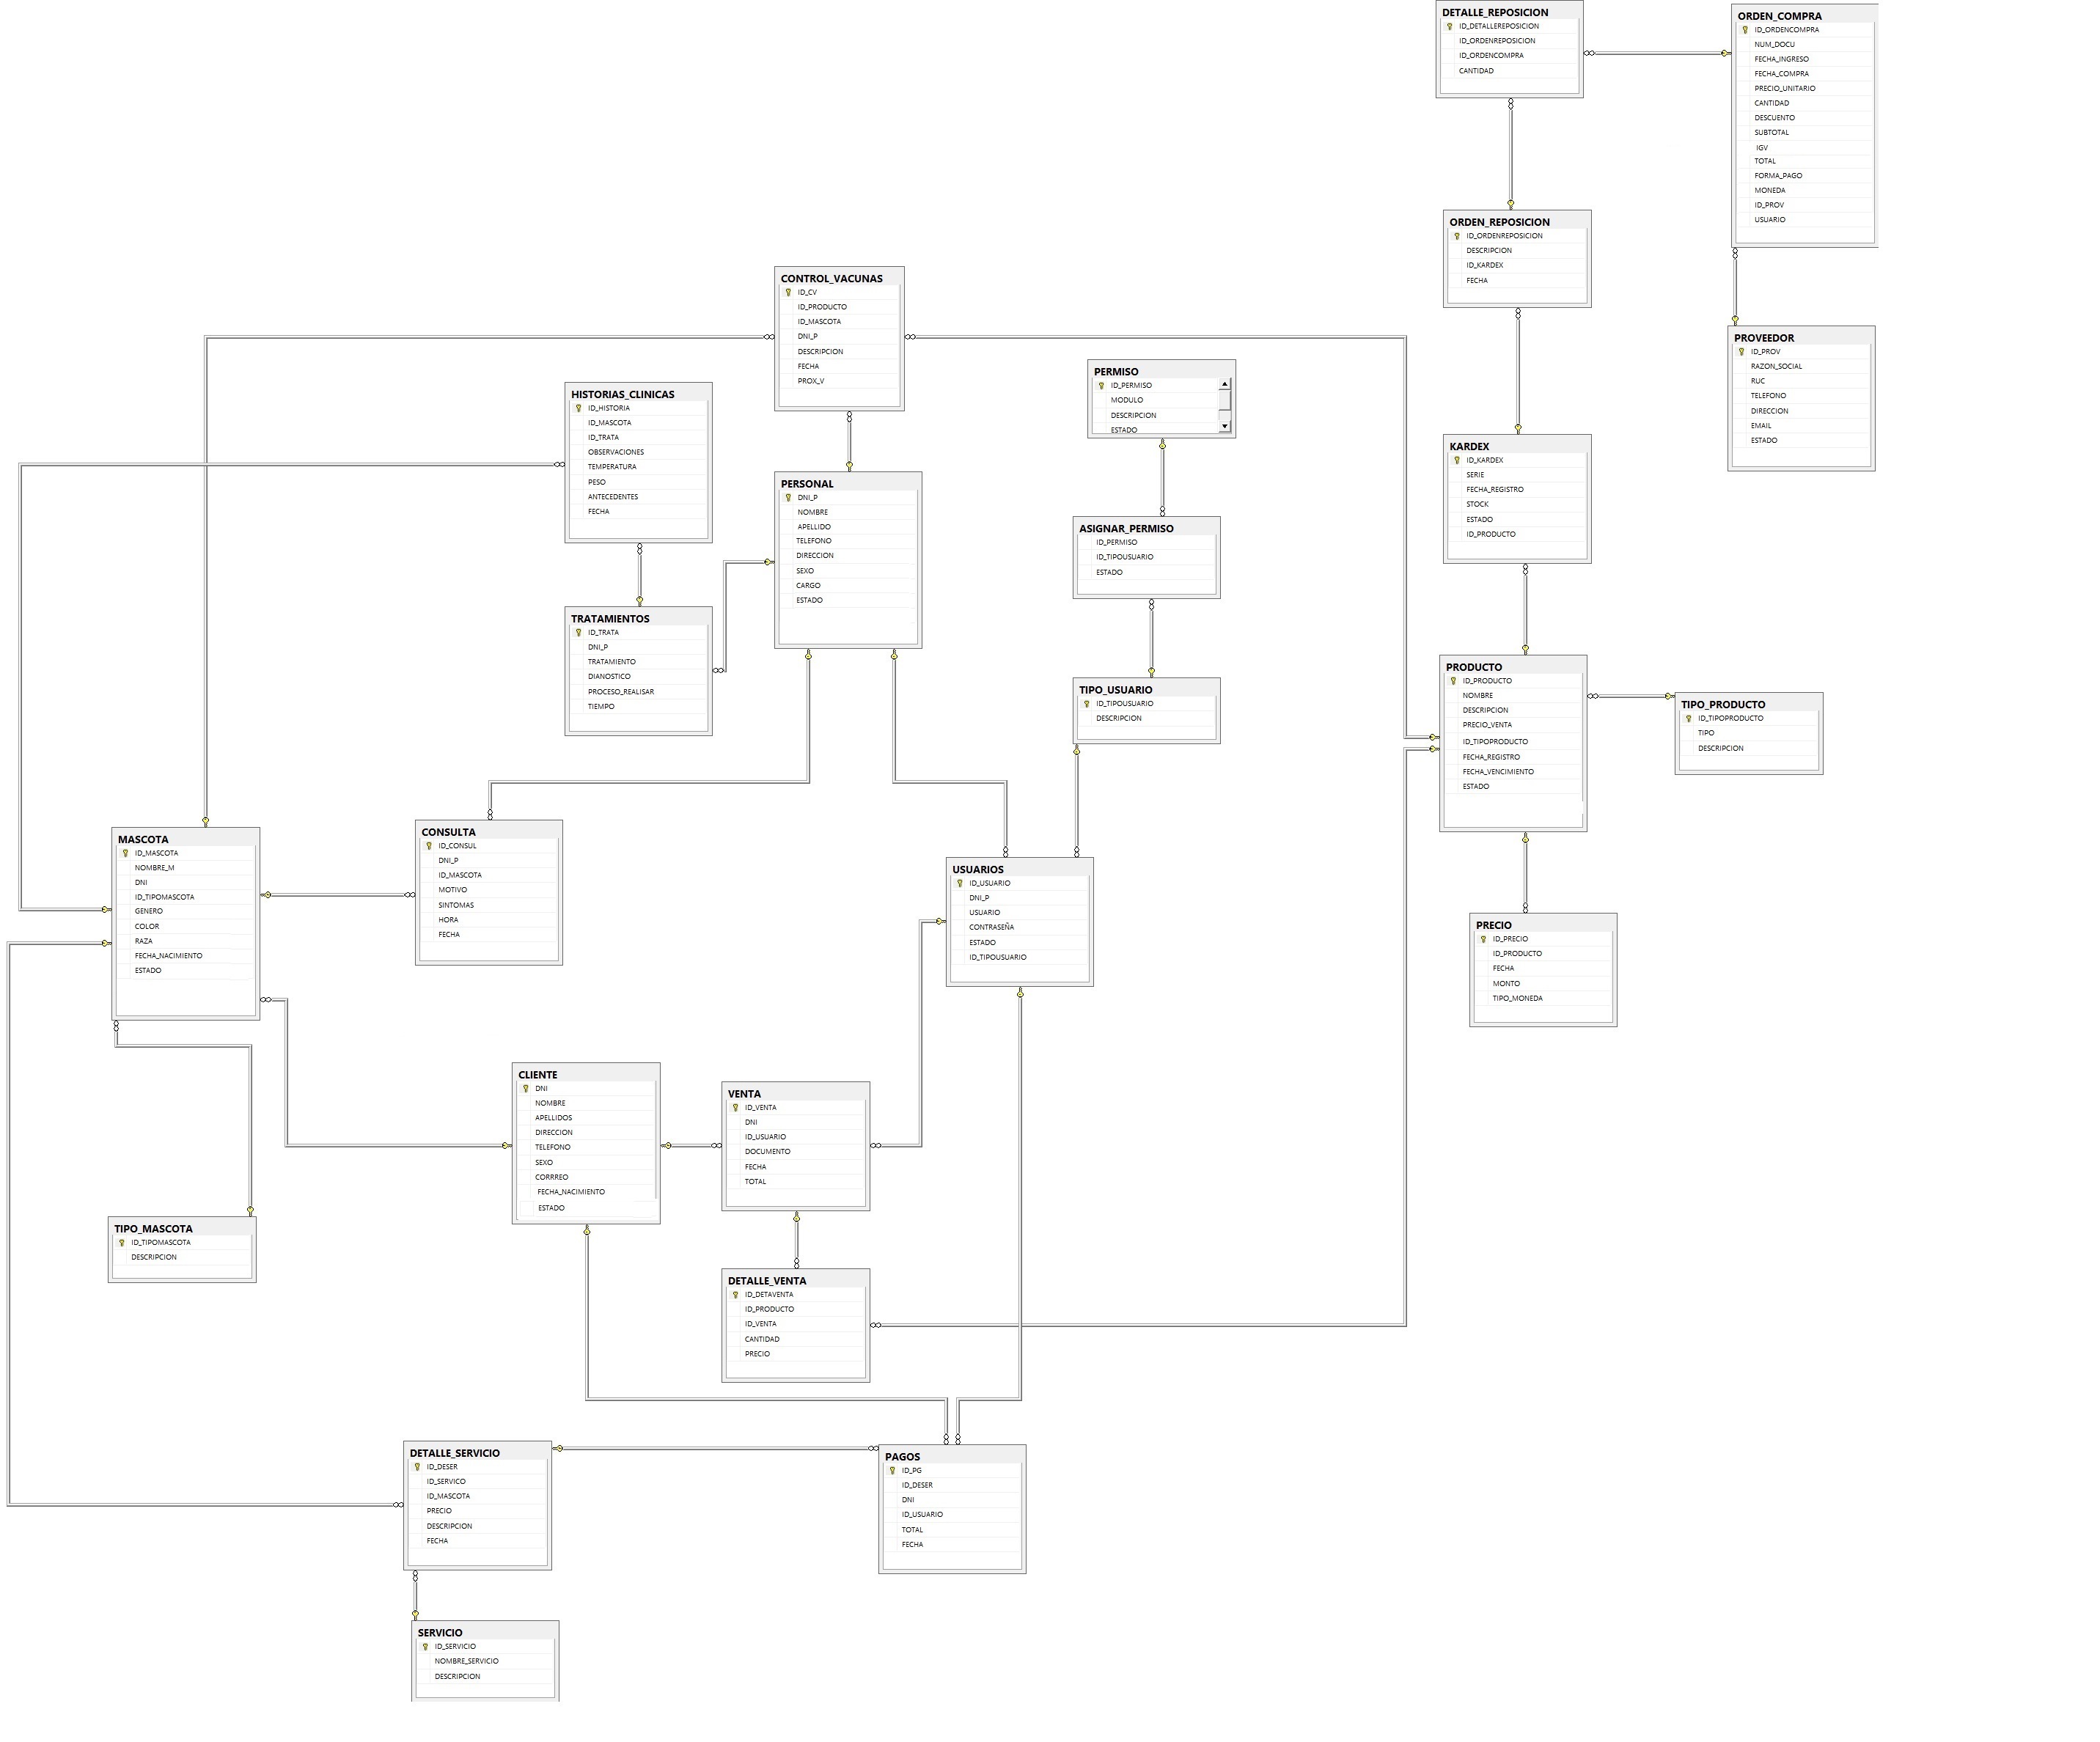 DETALLE_REPOSICION
ID_DETALLEREPOSICION
ID_ORDENREPOSICION
ID_ORDENCOMPRA
CANTIDAD
ORDEN_COMPRA
ID_ORDENCOMPRA
NUM_DOCU
FECHA_INGRESO
FECHA_COMPRA
PRECIO_UNITARIO
CANTIDAD
DESCUENTO
SUBTOTAL
IGV
TOTAL
FORMA_PAGO
MONEDA
ID_PROV
USUARIO
ORDEN_REPOSICION
ID_ORDENREPOSICION
DESCRIPCION
ID_KARDEX
FECHA
CONTROL_VACUNAS
ID_CV
ID_PRODUCTO
ID_MASCOTA
DNI_P
DESCRIPCION
FECHA
PROX_V
PROVEEDOR
ID_PROV
RAZON_SOCIAL
RUC
TELEFONO
DIRECCION
EMAIL
ESTADO
PERMISO
ID_PERMISO
MODULO
DESCRIPCION
ESTADO
HISTORIAS_CLINICAS
ID_HISTORIA
ID_MASCOTA
ID_TRATA
OBSERVACIONES
TEMPERATURA
PESO
ANTECEDENTES
FECHA
KARDEX
ID_KARDEX
SERIE
FECHA_REGISTRO
STOCK
ESTADO
ID_PRODUCTO
PERSONAL
DNI_P
NOMBRE
APELLIDO
TELEFONO
DIRECCION
SEXO
CARGO
ESTADO
ASIGNAR_PERMISO
ID_PERMISO
ID_TIPOUSUARIO
ESTADO
TRATAMIENTOS
ID_TRATA
DNI_P
TRATAMIENTO
DIANOSTICO
PROCESO_REALISAR
TIEMPO
PRODUCTO
ID_PRODUCTO
NOMBRE
DESCRIPCION
PRECIO_VENTA
ID_TIPOPRODUCTO
FECHA_REGISTRO
FECHA_VENCIMIENTO
ESTADO
TIPO_USUARIO
ID_TIPOUSUARIO
DESCRIPCION
TIPO_PRODUCTO
ID_TIPOPRODUCTO
TIPO
DESCRIPCION
MASCOTA
ID_MASCOTA
NOMBRE_M
DNI
ID_TIPOMASCOTA
GENERO
COLOR
RAZA
FECHA_NACIMIENTO
ESTADO
CONSULTA
ID_CONSUL
DNI_P
ID_MASCOTA
MOTIVO
SINTOMAS
HORA
FECHA
USUARIOS
ID_USUARIO
DNI_P
USUARIO
CONTRASEÑA
ESTADO
ID_TIPOUSUARIO
PRECIO
ID_PRECIO
ID_PRODUCTO
FECHA
MONTO
TIPO_MONEDA
CLIENTE
DNI
NOMBRE
APELLIDOS
DIRECCION
TELEFONO
SEXO
CORRREO
FECHA_NACIMIENTO
ESTADO
VENTA
ID_VENTA
DNI
ID_USUARIO
DOCUMENTO
FECHA
TOTAL
TIPO_MASCOTA
ID_TIPOMASCOTA
DESCRIPCION
DETALLE_VENTA
ID_DETAVENTA
ID_PRODUCTO
ID_VENTA
CANTIDAD
PRECIO
DETALLE_SERVICIO
ID_DESER
ID_SERVICO
ID_MASCOTA
PRECIO
DESCRIPCION
FECHA
PAGOS
ID_PG
ID_DESER
DNI
ID_USUARIO
TOTAL
FECHA
SERVICIO
ID_SERVICIO
NOMBRE_SERVICIO
DESCRIPCION